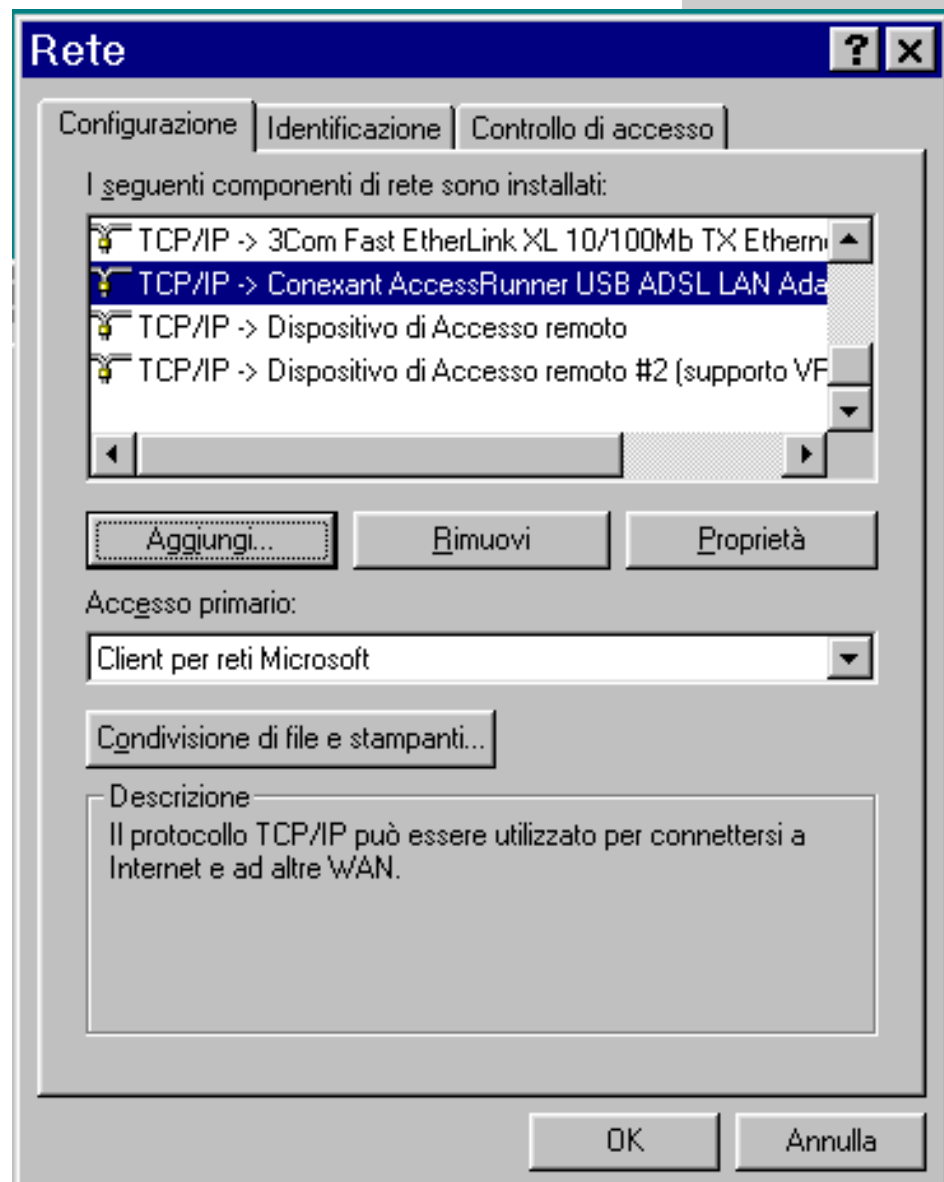 Rete
Configurazione Identificazione Controllo di accesso
I seguenti componenti di rete sono installati:
TCP/IP -> 3Com Fast EtherLink XL 10/100Mb TX Etherne
TCP/IP -> Conexant AccessRunner USB ADSL LAN Ada
TCP/IP -> Dispositivo di Accesso remoto
TCP/IP -> Dispositivo di Accesso remoto #2 (supporto VF
Aggiungi... Rimuovi Proprietà
Accesso primario:
Client per reti Microsoft
Condivisione di file e stampanti...
Descrizione
Il protocollo TCP/IP può essere utilizzato per connettersi a
Internet e ad altre WAN.
OK Annulla